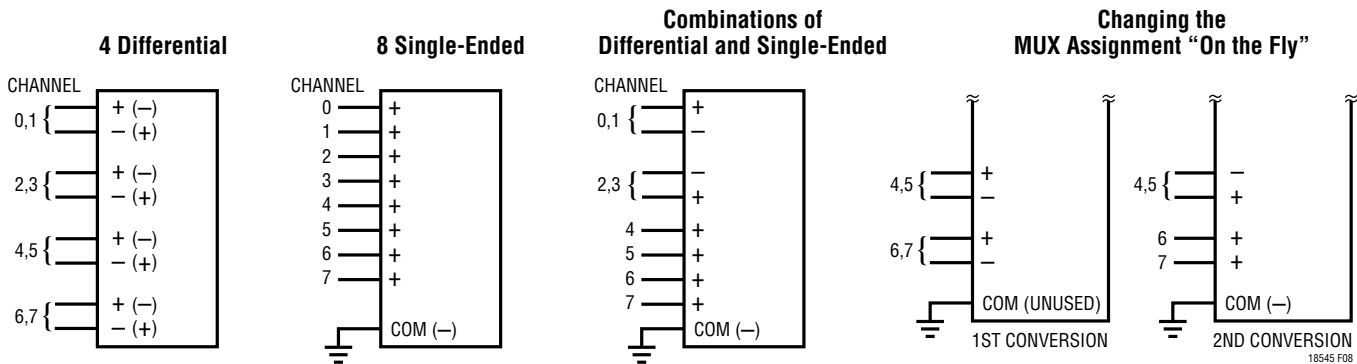 4 Differential
CHANNEL
0,1 { + (–)
– (+)
2,3 { + (–)
– (+)
4,5 { + (–)
– (+)
6,7 { + (–)
– (+)
8 Single-Ended
CHANNEL
0 +
1 +
2 +
3 +
4 +
5 +
6 +
7 +
COM (–)
Combinations of
Differential and Single-Ended
CHANNEL
0,1 { +
–
2,3 { –
+
4 +
5 +
6 +
7 +
COM (–)
Changing the
MUX Assignment “On the Fly”
4,5 { +
–
6,7 { +
–
COM (UNUSED)
1ST CONVERSION
4,5 { –
+
6 +
7 +
COM (–)
2ND CONVERSION
18545 F08